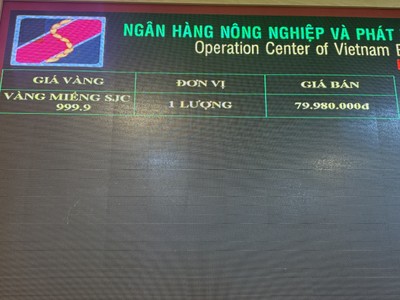 NGÂN HÀNG NÔNG NGHIỆP VÀ PHÁT
Operation Center of Vietnam
GIÁ VÀNG ĐƠN VỊ GIÁ BÁN
VÀNG MIẾNG SJC 999.9 1 LƯỢNG 79.980.000đ